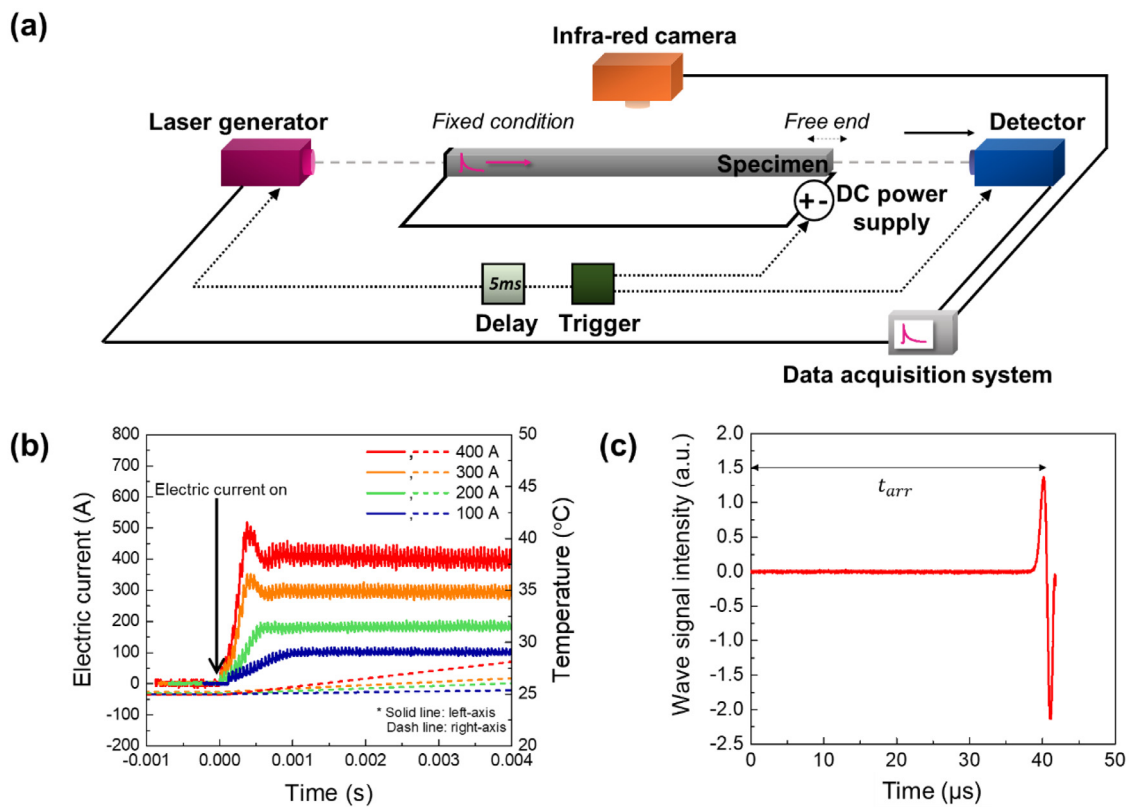 (a)
Infra-red camera
Laser generator
Fixed condition
Free end
Detector
Specimen
+ -
DC power
supply
5ms
Delay
Trigger
Data acquisition system
(b)
800
700
600
500
400
300
200
100
0
-100
-200
Electric current (A)
Electric current on
, 400 A
, 300 A
, 200 A
, 100 A
* Solid line: left-axis
Dash line: right-axis
50
45
40
35
30
25
20
Temperature (°C)
-0.001 0.000 0.001 0.002 0.003 0.004
Time (s)
(c)
2.0
1.5
1.0
0.5
0.0
-0.5
-1.0
-1.5
-2.0
-2.5
Wave signal intensity (a.u.)
tarr
0 10 20 30 40 50
Time (μs)